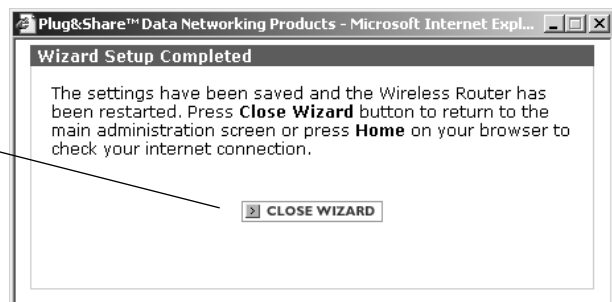 Plug&Share™ Data Networking Products - Microsoft Internet Expl...
Wizard Setup Completed
The settings have been saved and the Wireless Router has
been restarted. Press Close Wizard button to return to the
main administration screen or press Home on your browser to
check your internet connection.
CLOSE WIZARD